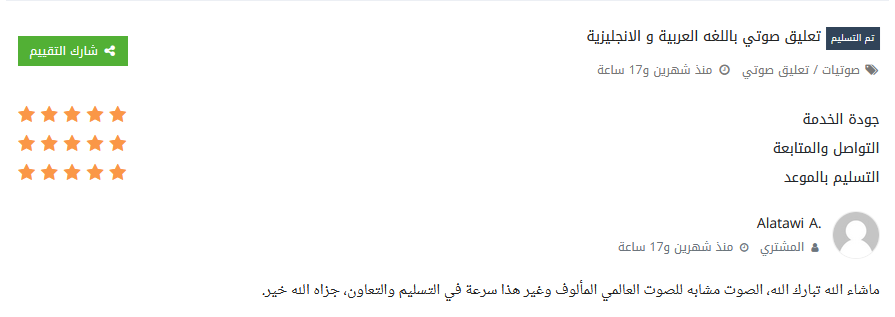 تم التسليم تعليق صوتي باللغه العربية و الانجليزية
شارك التقييم
صوتيات / تعليق صوتي منذ شهرين و17 ساعة
جودة الخدمة
التواصل والمتابعة
التسليم بالموعد
Alatawi A.
المشتري منذ شهرين و17 ساعة
ماشاء الله تبارك الله، الصوت مشابه للصوت العالمي المألوف وغير هذا سرعة في التسليم والتعاون، جزاه الله خير.